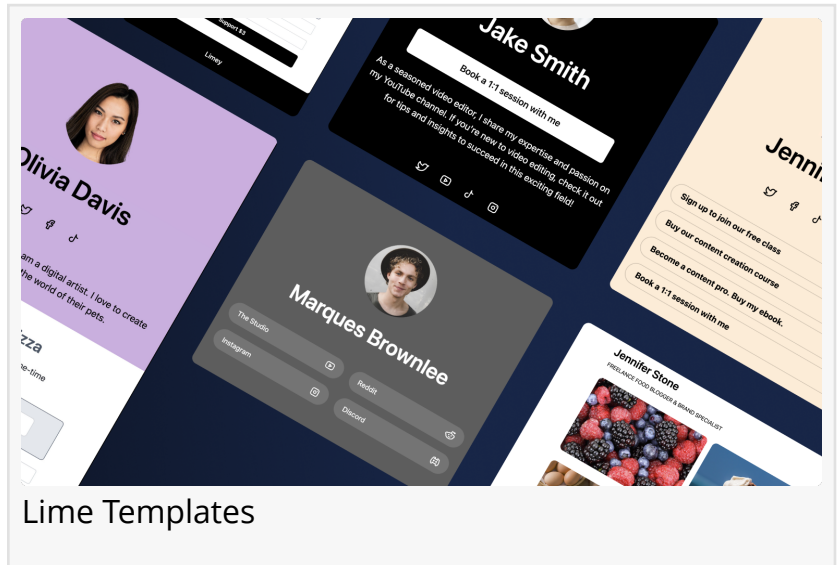 Support $3
Limey
Olivia Davis
am a digital artist. I love to create
the world of their pets.
Jake Smith
Book a 1:1 session with me
As a seasoned video editor, I share my expertise and passion on
my YouTube channel. If you're new to video editing, check it out
for tips and insights to succeed in this exciting field!
Marques Brownlee
The Studio
Reddit
Instagram
Discord
Sign up to join our free class
Buy our content creation course
Become a content pro. Buy my ebook.
Book a 1:1 session with me
Jennifer Stone
FREELANCE FOOD BLOGGER & BRAND SPECIALIST
Lime Templates